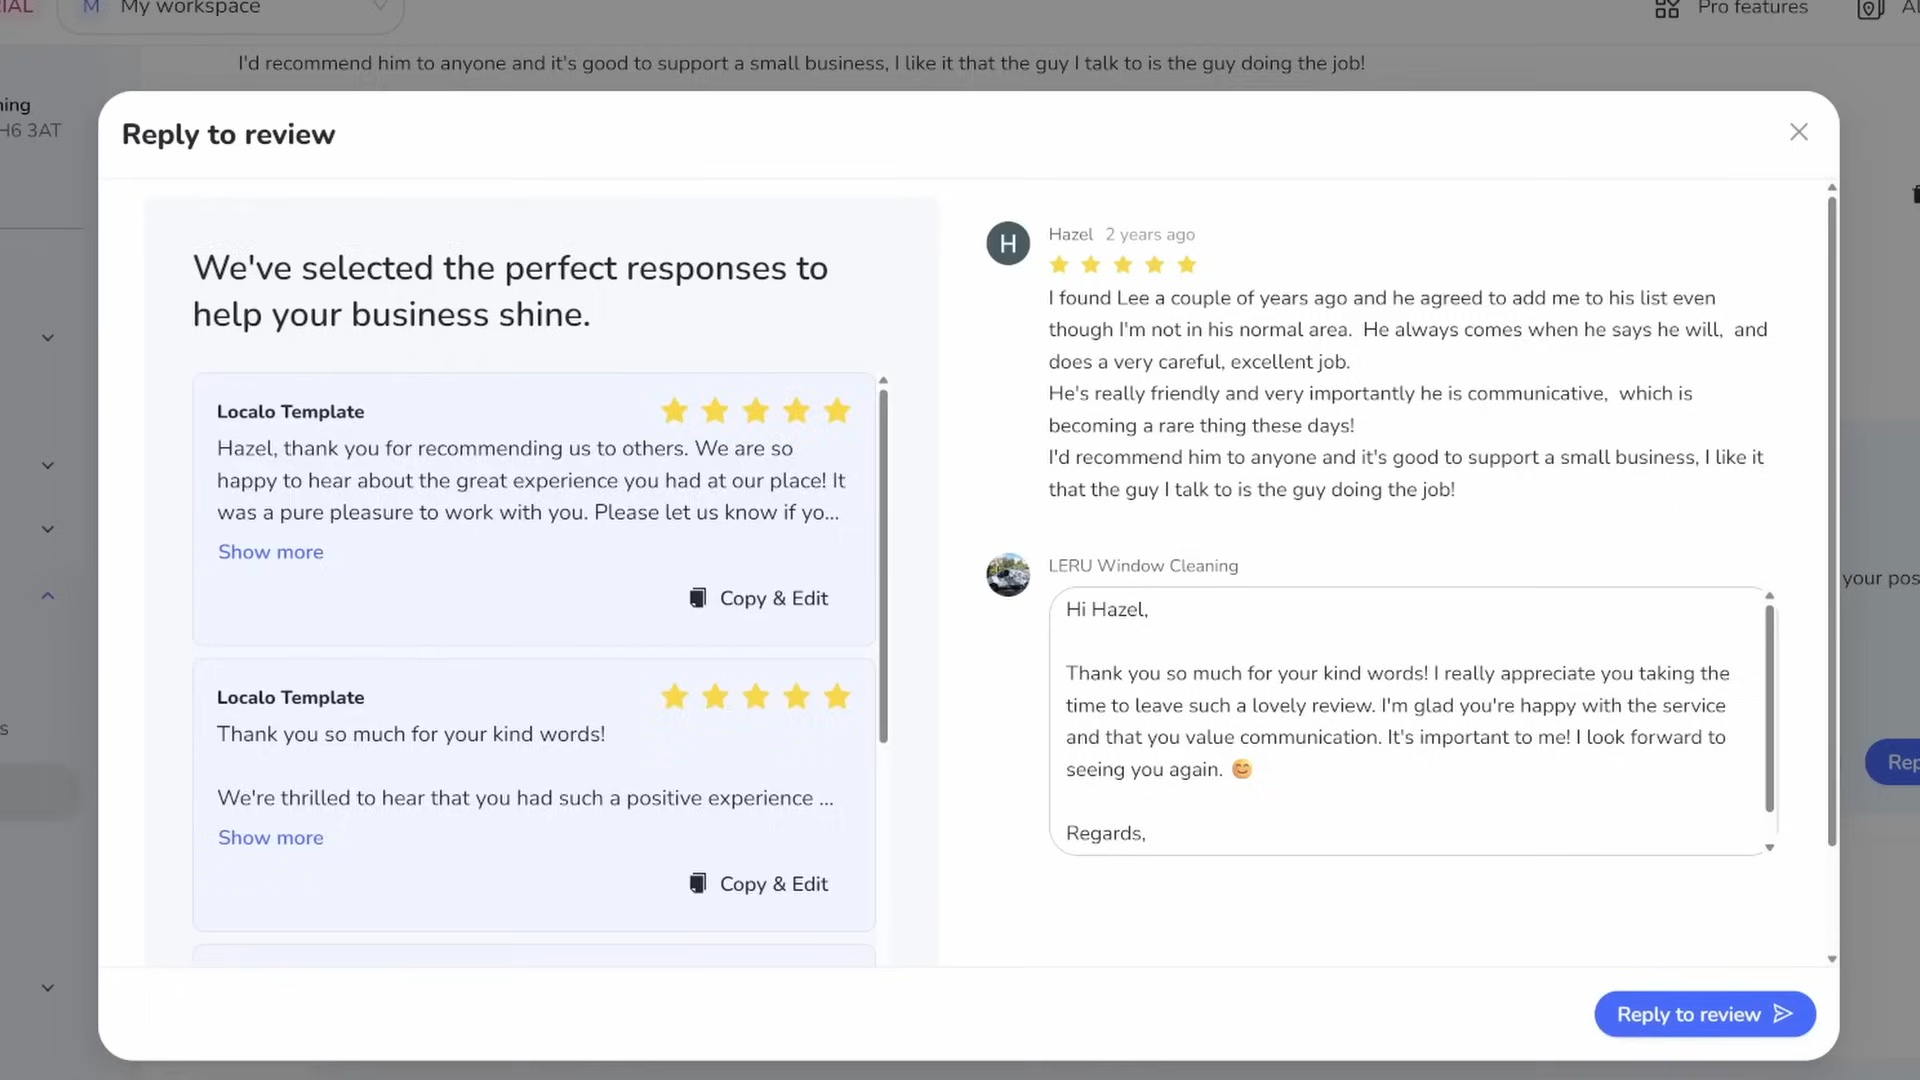 M My workspace
Pro features
I'd recommend him to anyone and it's good to support a small business, I like it that the guy I talk to is the guy doing the job!
H6 3AT
Reply to review
We've selected the perfect responses to
help your business shine.
Localo Template
Hazel, thank you for recommending us to others. We are so
happy to hear about the great experience you had at our place! It
was a pure pleasure to work with you. Please let us know if yo...
Show more
Copy & Edit
Localo Template
Thank you so much for your kind words!
We're thrilled to hear that you had such a positive experience ...
Show more
Copy & Edit
H
Hazel 2 years ago
I found Lee a couple of years ago and he agreed to add me to his list even
though I'm not in his normal area. He always comes when he says he will, and
does a very careful, excellent job.
He's really friendly and very importantly he is communicative, which is
becoming a rare thing these days!
I'd recommend him to anyone and it's good to support a small business, I like it
that the guy I talk to is the guy doing the job!
LERU Window Cleaning
Hi Hazel,
Thank you so much for your kind words! I really appreciate you taking the
time to leave such a lovely review. I'm glad you're happy with the service
and that you value communication. It's important to me! I look forward to
seeing you again. 😊
Regards,
your pos
Rep
Reply to review